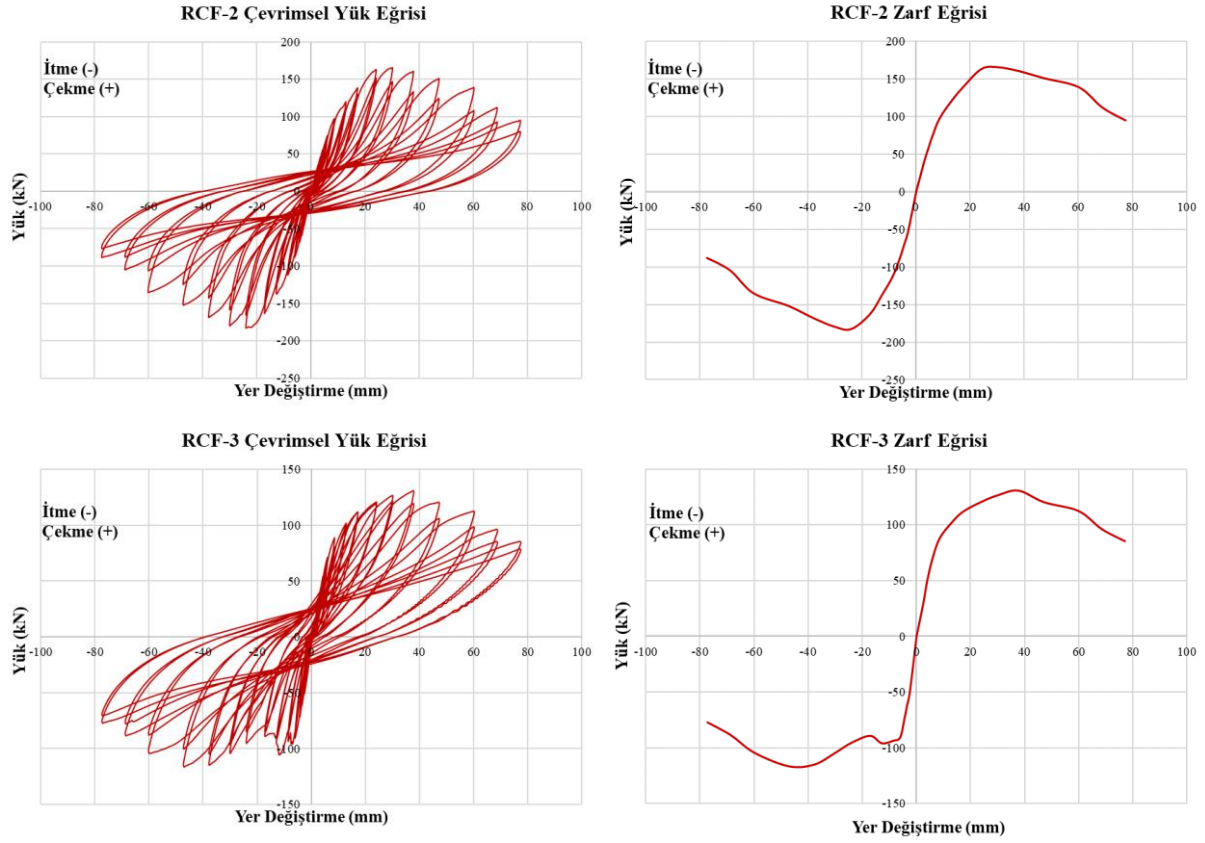 RCF-2 Çevrimsel Yük Eğrisi
İtme (-)
Çekme (+)
Yük (kN)
200
150
100
50
0
-50
-100
-150
-200
-250
-100 -80 -60 -40 -20 0 20 40 60 80 100
Yer Değiştirme (mm)
RCF-2 Zarf Eğrisi
İtme (-)
Çekme (+)
Yük (kN)
200
150
100
50
0
-50
-100
-150
-200
-250
-100 -80 -60 -40 -20 0 20 40 60 80 100
Yer Değiştirme (mm)
RCF-3 Çevrimsel Yük Eğrisi
İtme (-)
Çekme (+)
Yük (kN)
150
100
50
0
-50
-100
-150
-100 -80 -60 -40 -20 0 20 40 60 80 100
Yer Değiştirme (mm)
RCF-3 Zarf Eğrisi
İtme (-)
Çekme (+)
Yük (kN)
150
100
50
0
-50
-100
-150
-100 -80 -60 -40 -20 0 20 40 60 80 100
Yer Değiştirme (mm)